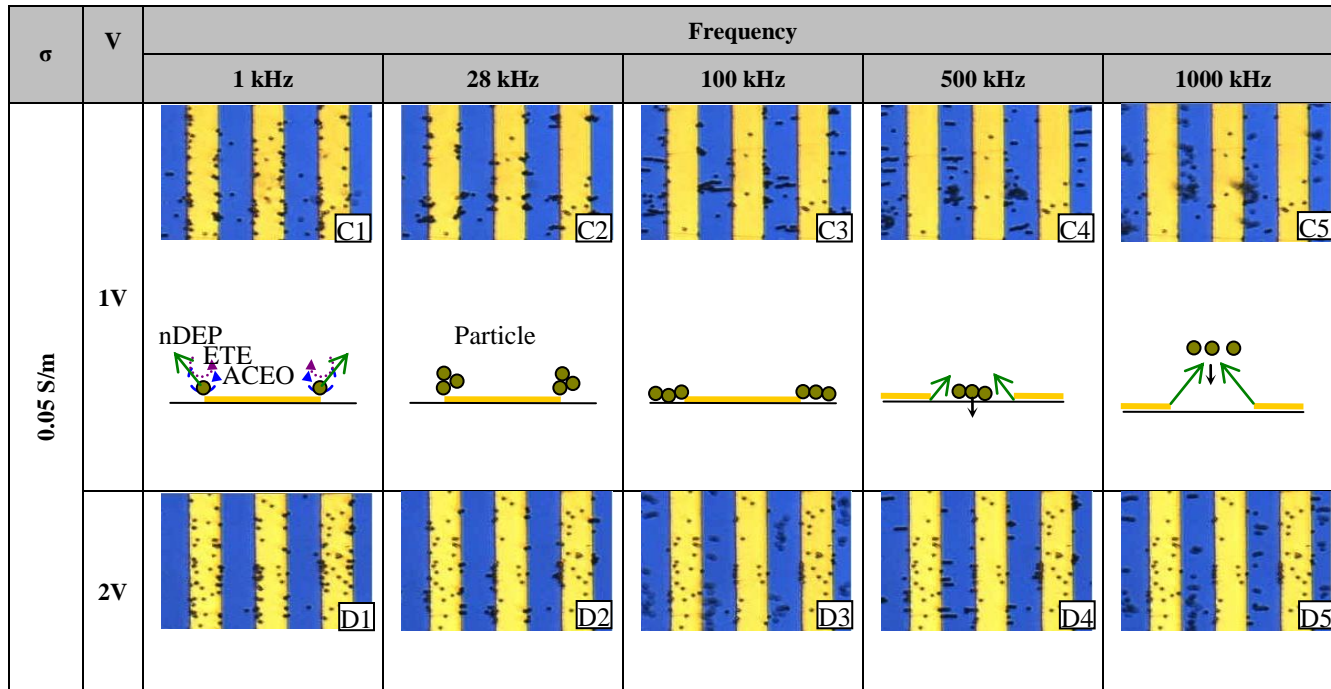 σ
V
Frequency
1 kHz
28 kHz
100 kHz
500 kHz
1000 kHz
0.05 S/m
1V
C1
C2
C3
C4
C5
nDEP
ETE
ACEO
Particle
2V
D1
D2
D3
D4
D5